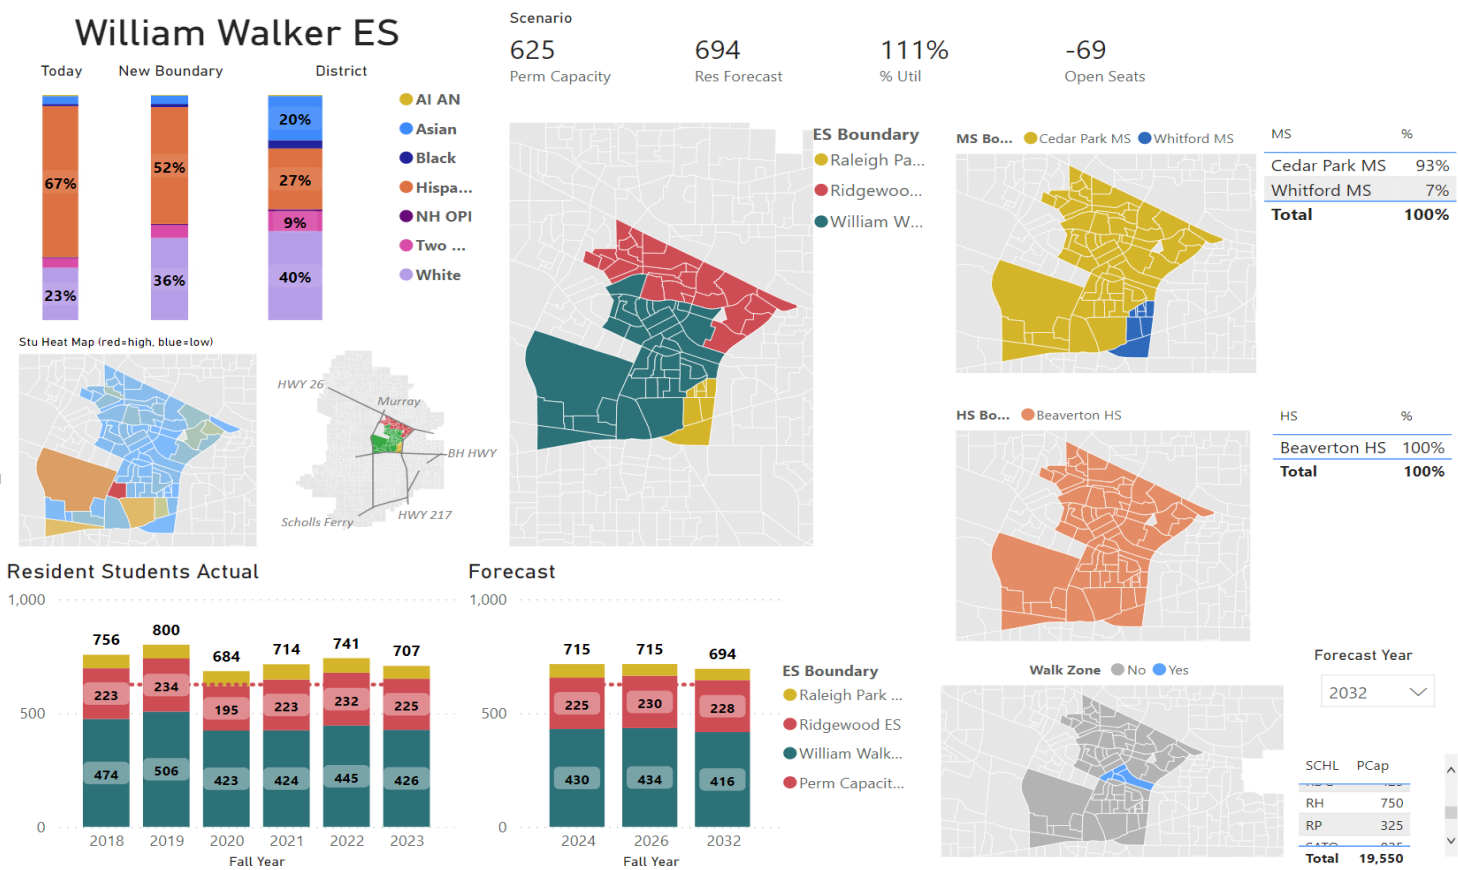 William Walker ES
Today
New Boundary
District
67%
23%
52%
36%
20%
27%
9%
40%
AI AN
Asian
Black
Hispa...
NH OPI
Two ...
White
Scenario
625
Perm Capacity
694
Res Forecast
111%
% Util
-69
Open Seats
ES Boundary
Raleigh Pa...
Ridgewoo...
William W...
MS Bo...
Cedar Park MS
Whitford MS
MS %
Cedar Park MS 93%
Whitford MS 7%
Total 100%
Stu Heat Map (red=high, blue=low)
HWY 26
Murray
BH HWY
HWY 217
Scholls Ferry
HS Bo...
Beaverton HS
HS %
Beaverton HS 100%
Total 100%
Resident Students Actual
1,000
500
0
756
800
684
714
741
707
223
234
195
223
232
225
474
506
423
424
445
426
2018
2019
2020
2021
2022
2023
Fall Year
Forecast
1,000
500
0
715
715
694
225
230
228
430
434
416
2024
2026
2032
Fall Year
ES Boundary
Raleigh Park ...
Ridgewood ES
William Walk...
Perm Capacit...
Walk Zone
No
Yes
Forecast Year
2032
SCHL PCap
RH 750
RP 325
Total 19,550